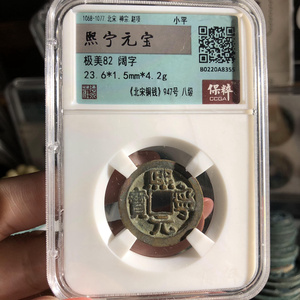 1068-1077 北宋 神宗 赵顼
小平
熙宁元宝
极美82 阔字
23.6*1.5mm*4.2g
80220A8355
《北宋铜钱》947号 八级
保粹
CCGA
熙寧元寶